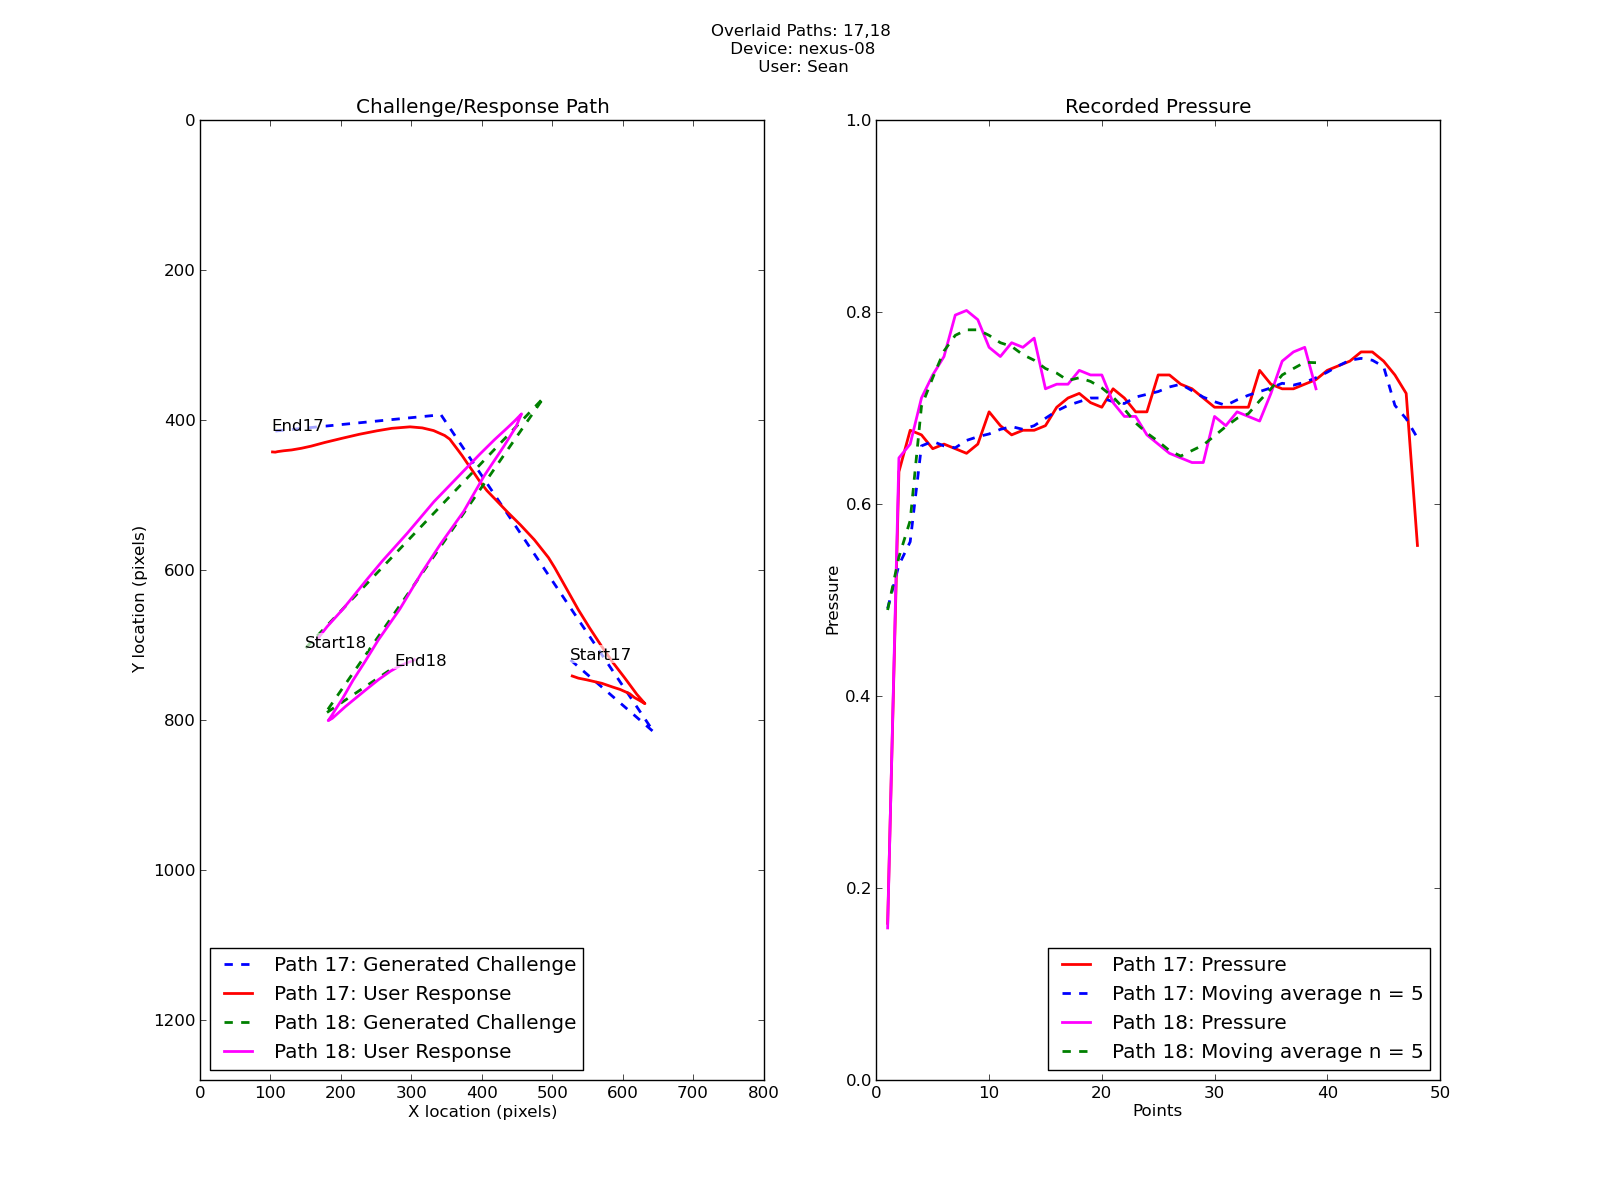 Overlaid Paths: 17,18
Device: nexus-08
User: Sean
Challenge/Response Path
0
200
400
600
800
1000
1200
Y location (pixels)
End17
Start18
End18
Start17
Path 17: Generated Challenge
Path 17: User Response
Path 18: Generated Challenge
Path 18: User Response
0 100 200 300 400 500 600 700 800
X location (pixels)
Recorded Pressure
1.0
0.8
0.6
0.4
0.2
0.0
Pressure
Path 17: Pressure
Path 17: Moving average n = 5
Path 18: Pressure
Path 18: Moving average n = 5
0 10 20 30 40 50
Points